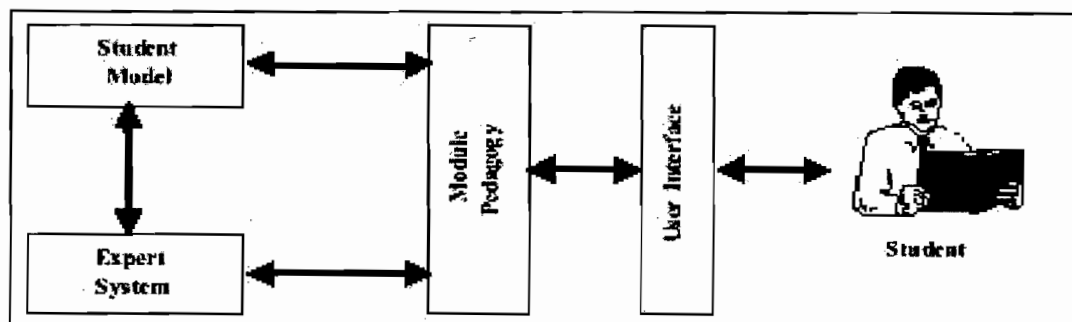 Student
Model
Module
Pedagogy
User Interface
Student
Expert
System